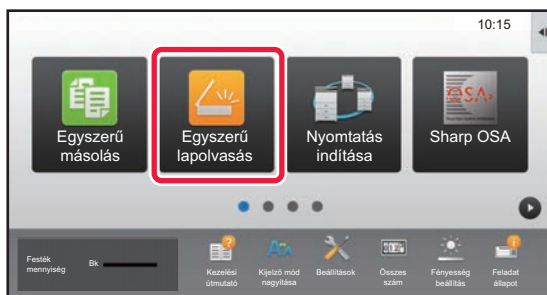 10:15
Egyszerű
másolás
Egyszerű
lapolvasás
Nyomtatás
indítása
Sharp OSA
Festék
mennyiség
Bk
Kezelési
útmutató
Kijelző mód
nagyítása
Beállítások
Összes
szám
Fényesség
beállítás
Feladat
állapot